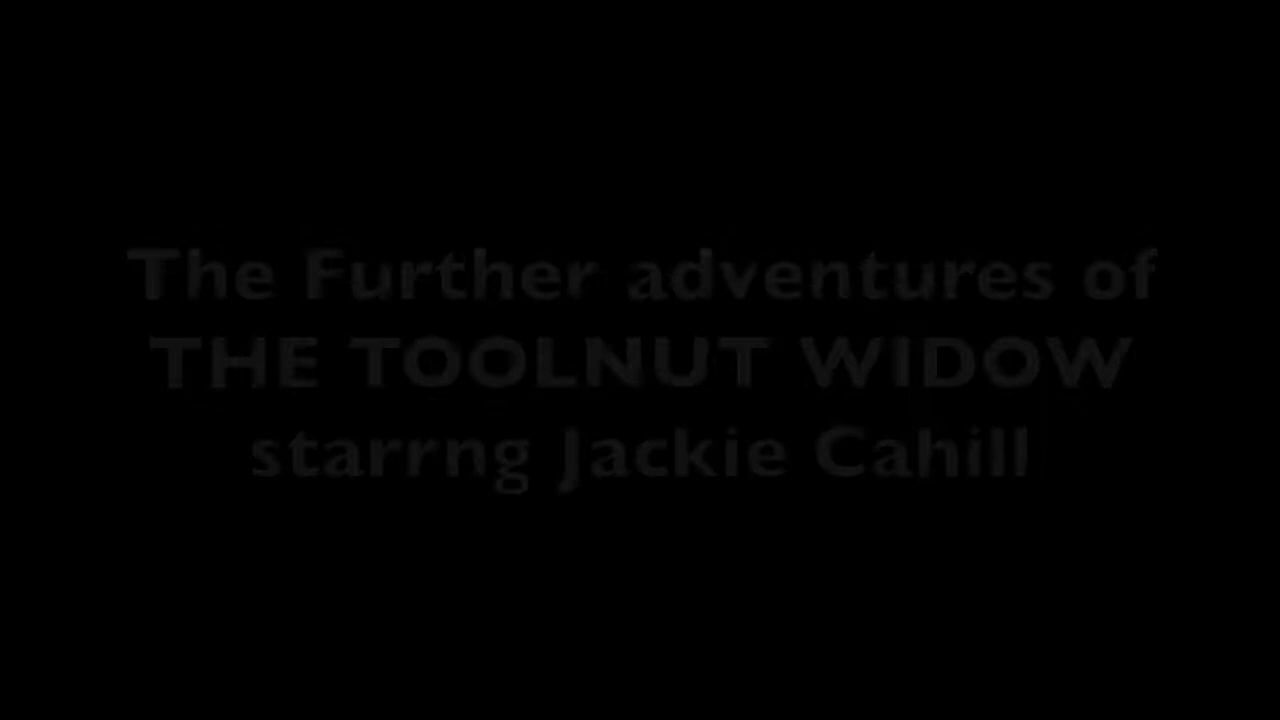 The Further adventures of
THE TOOLNUT WIDOW
starrng Jackie Cahill